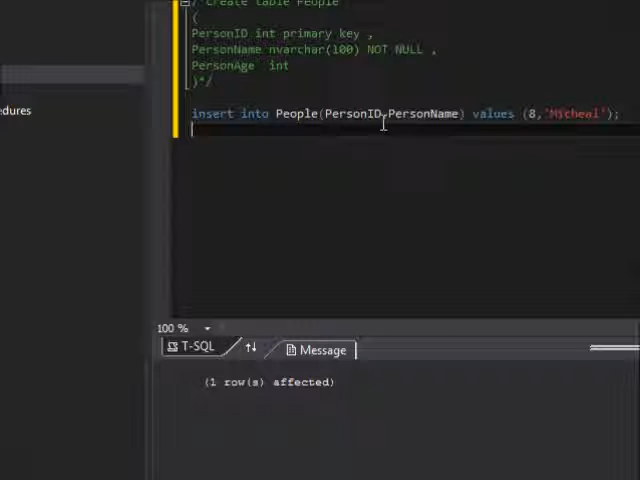 /* Create table People
(
PersonID int primary key ,
PersonName nvarchar(100) NOT NULL ,
PersonAge int
)*/
insert into People(PersonID,PersonName) values (8,'Micheal');
edures
100 %
T-SQL
Message
(1 row(s) affected)